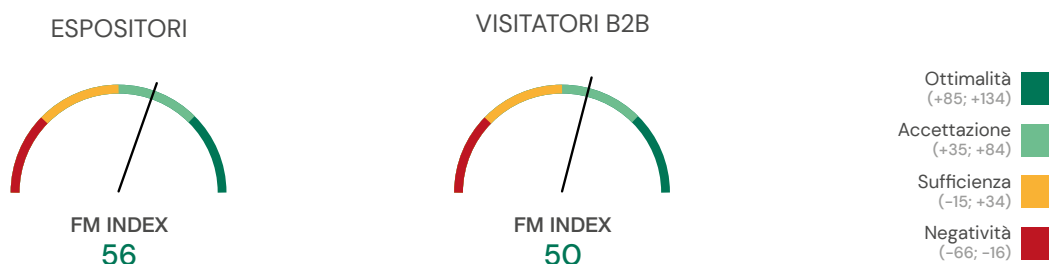 ESPOSITORI
FM INDEX
56
VISITATORI B2B
FM INDEX
50
Ottimalità
(+85; +134)
Accettazione
(+35; +84)
Sufficienza
(-15; +34)
Negatività
(-66; -16)